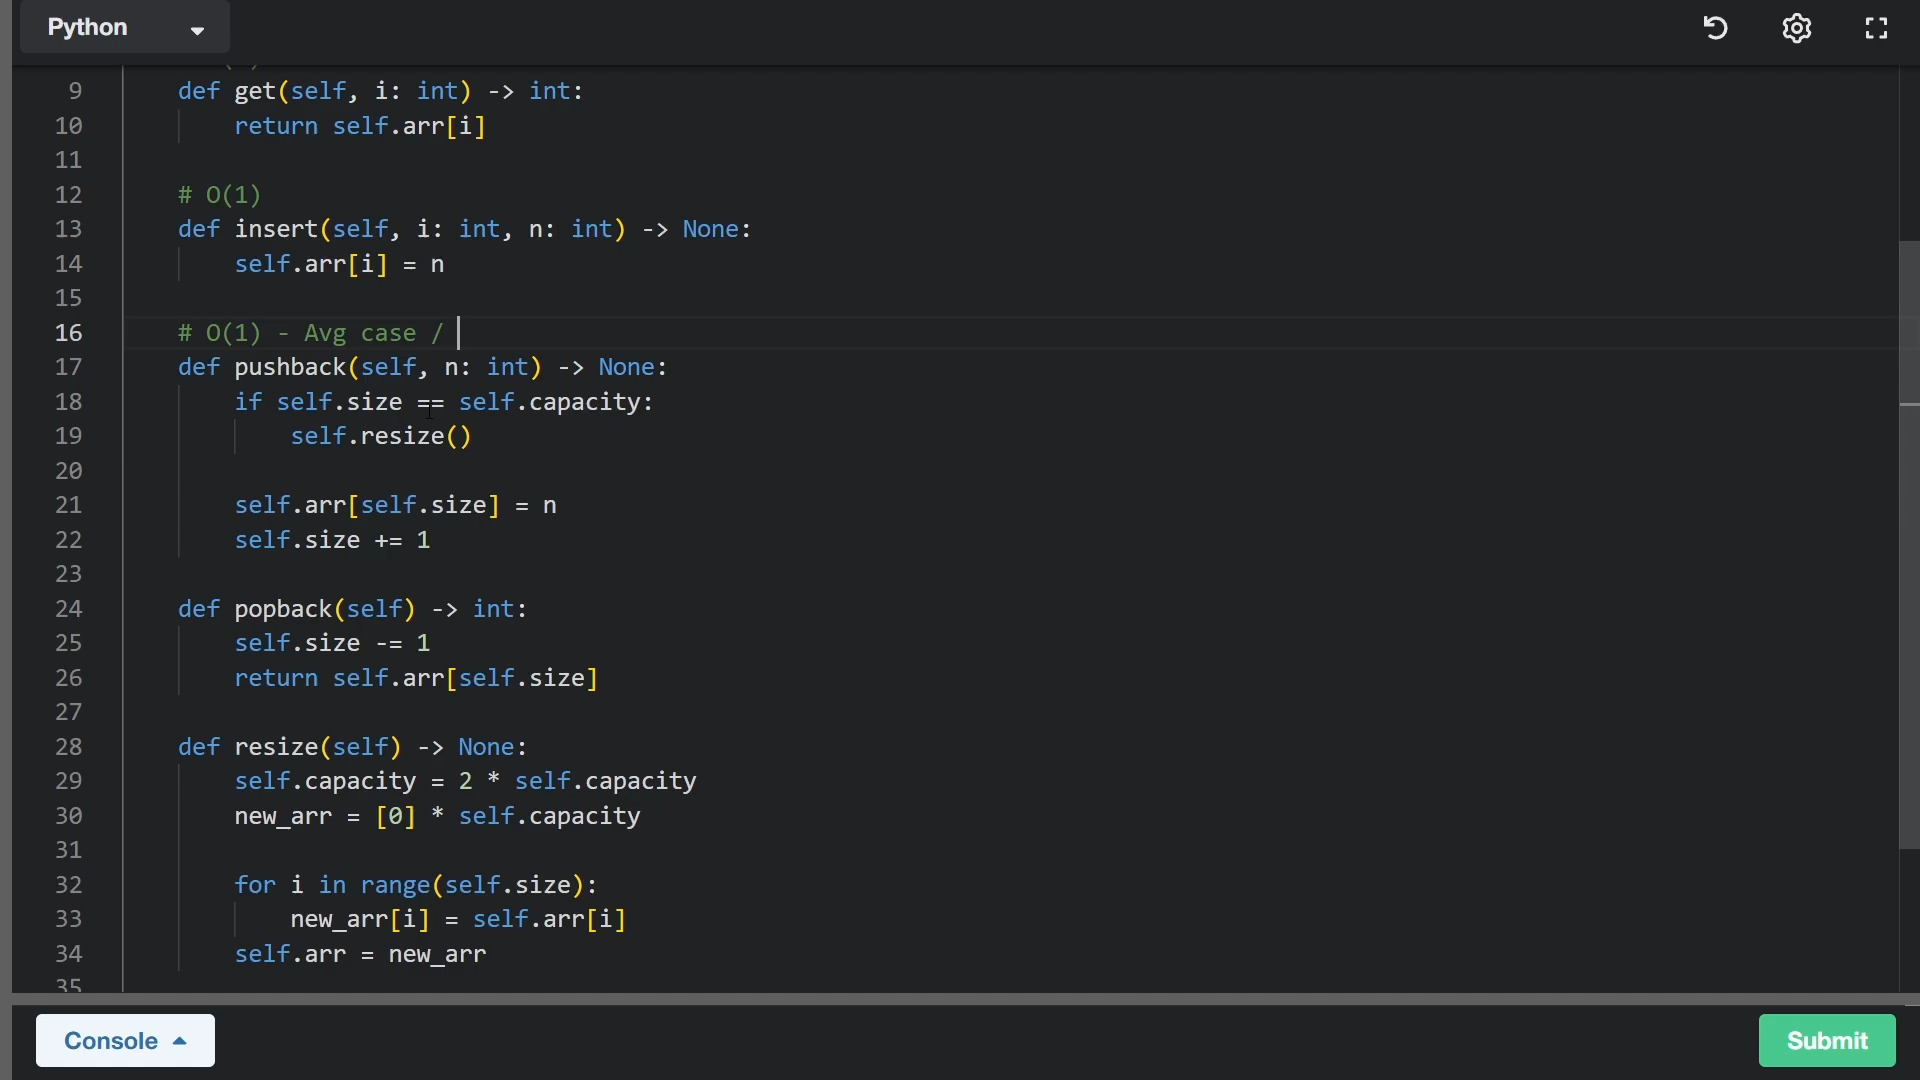 Python
9 def get(self, i: int) -> int:
10 return self.arr[i]
11
12 # O(1)
13 def insert(self, i: int, n: int) -> None:
14 self.arr[i] = n
15
16 # O(1) - Avg case /
17 def pushback(self, n: int) -> None:
18 if self.size == self.capacity:
19 self.resize()
20
21 self.arr[self.size] = n
22 self.size += 1
23
24 def popback(self) -> int:
25 self.size -= 1
26 return self.arr[self.size]
27
28 def resize(self) -> None:
29 self.capacity = 2 * self.capacity
30 new_arr = [0] * self.capacity
31
32 for i in range(self.size):
33 new_arr[i] = self.arr[i]
34 self.arr = new_arr
35
Console
Submit